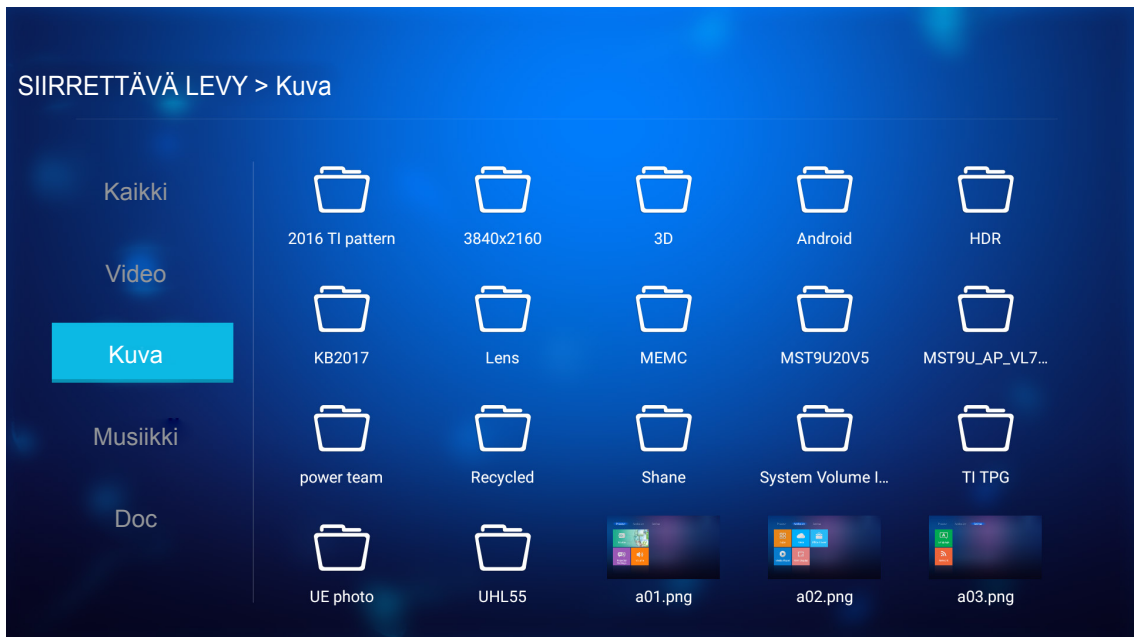 SIIRRETTÄVÄ LEVY > Kuva
Kaikki
Video
Kuva
Musiikki
Doc
2016 TI pattern
3840x2160
3D
Android
HDR
KB2017
Lens
MEMC
MST9U20V5
MST9U_AP_VL7...
power team
Recycled
Shane
System Volume I...
TI TPG
UE photo
UHL55
a01.png
a02.png
a03.png